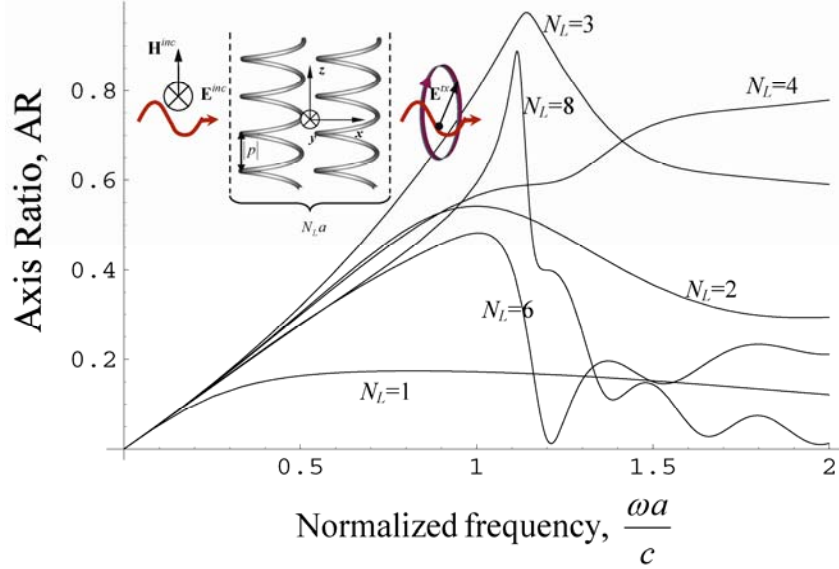 H^inc
E^inc
z
y
x
|p|
N_L a
E^tx
N_L=3
N_L=4
N_L=8
N_L=2
N_L=6
N_L=1
Axis Ratio, AR
0.8
0.6
0.4
0.2
0.5 1 1.5 2
Normalized frequency, ωa/c